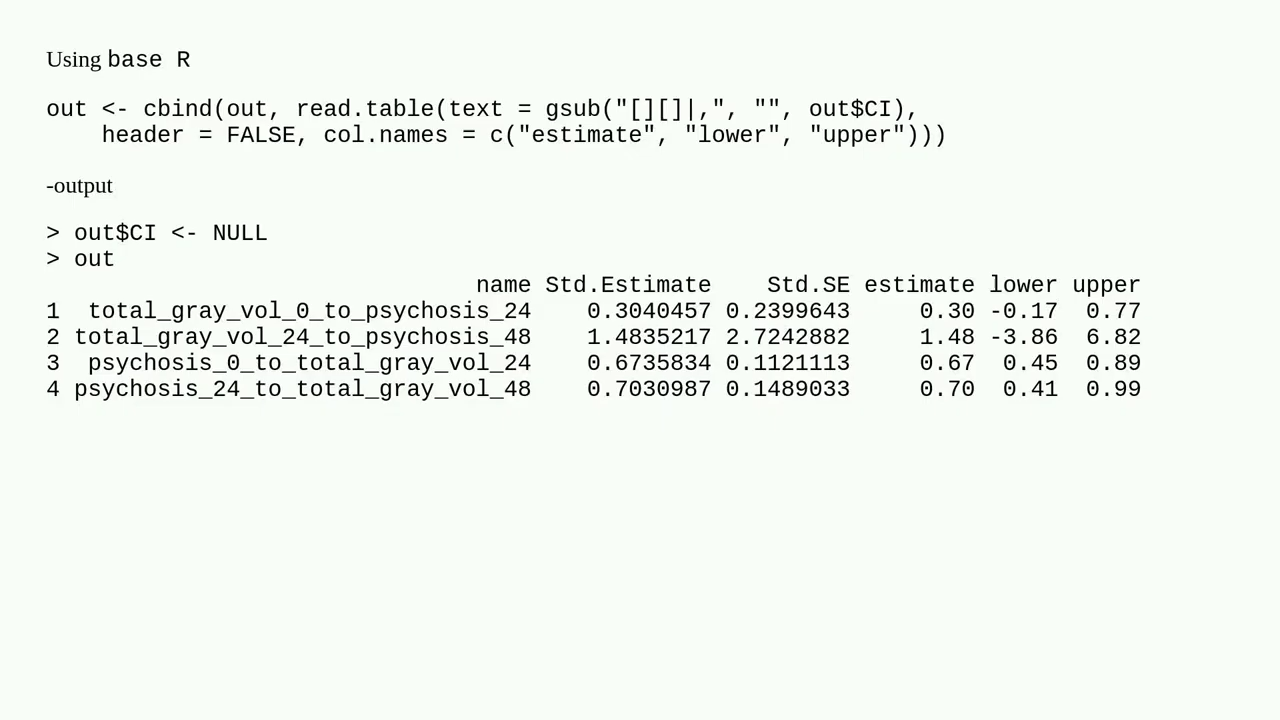 Using base R
out <- cbind(out, read.table(text = gsub("[][]|,", "", out$CI),
    header = FALSE, col.names = c("estimate", "lower", "upper")))
-output
> out$CI <- NULL
> out
                               name Std.Estimate    Std.SE estimate lower upper
1  total_gray_vol_0_to_psychosis_24    0.3040457 0.2399643     0.30 -0.17  0.77
2 total_gray_vol_24_to_psychosis_48    1.4835217 2.7242882     1.48 -3.86  6.82
3  psychosis_0_to_total_gray_vol_24    0.6735834 0.1121113     0.67  0.45  0.89
4 psychosis_24_to_total_gray_vol_48    0.7030987 0.1489033     0.70  0.41  0.99